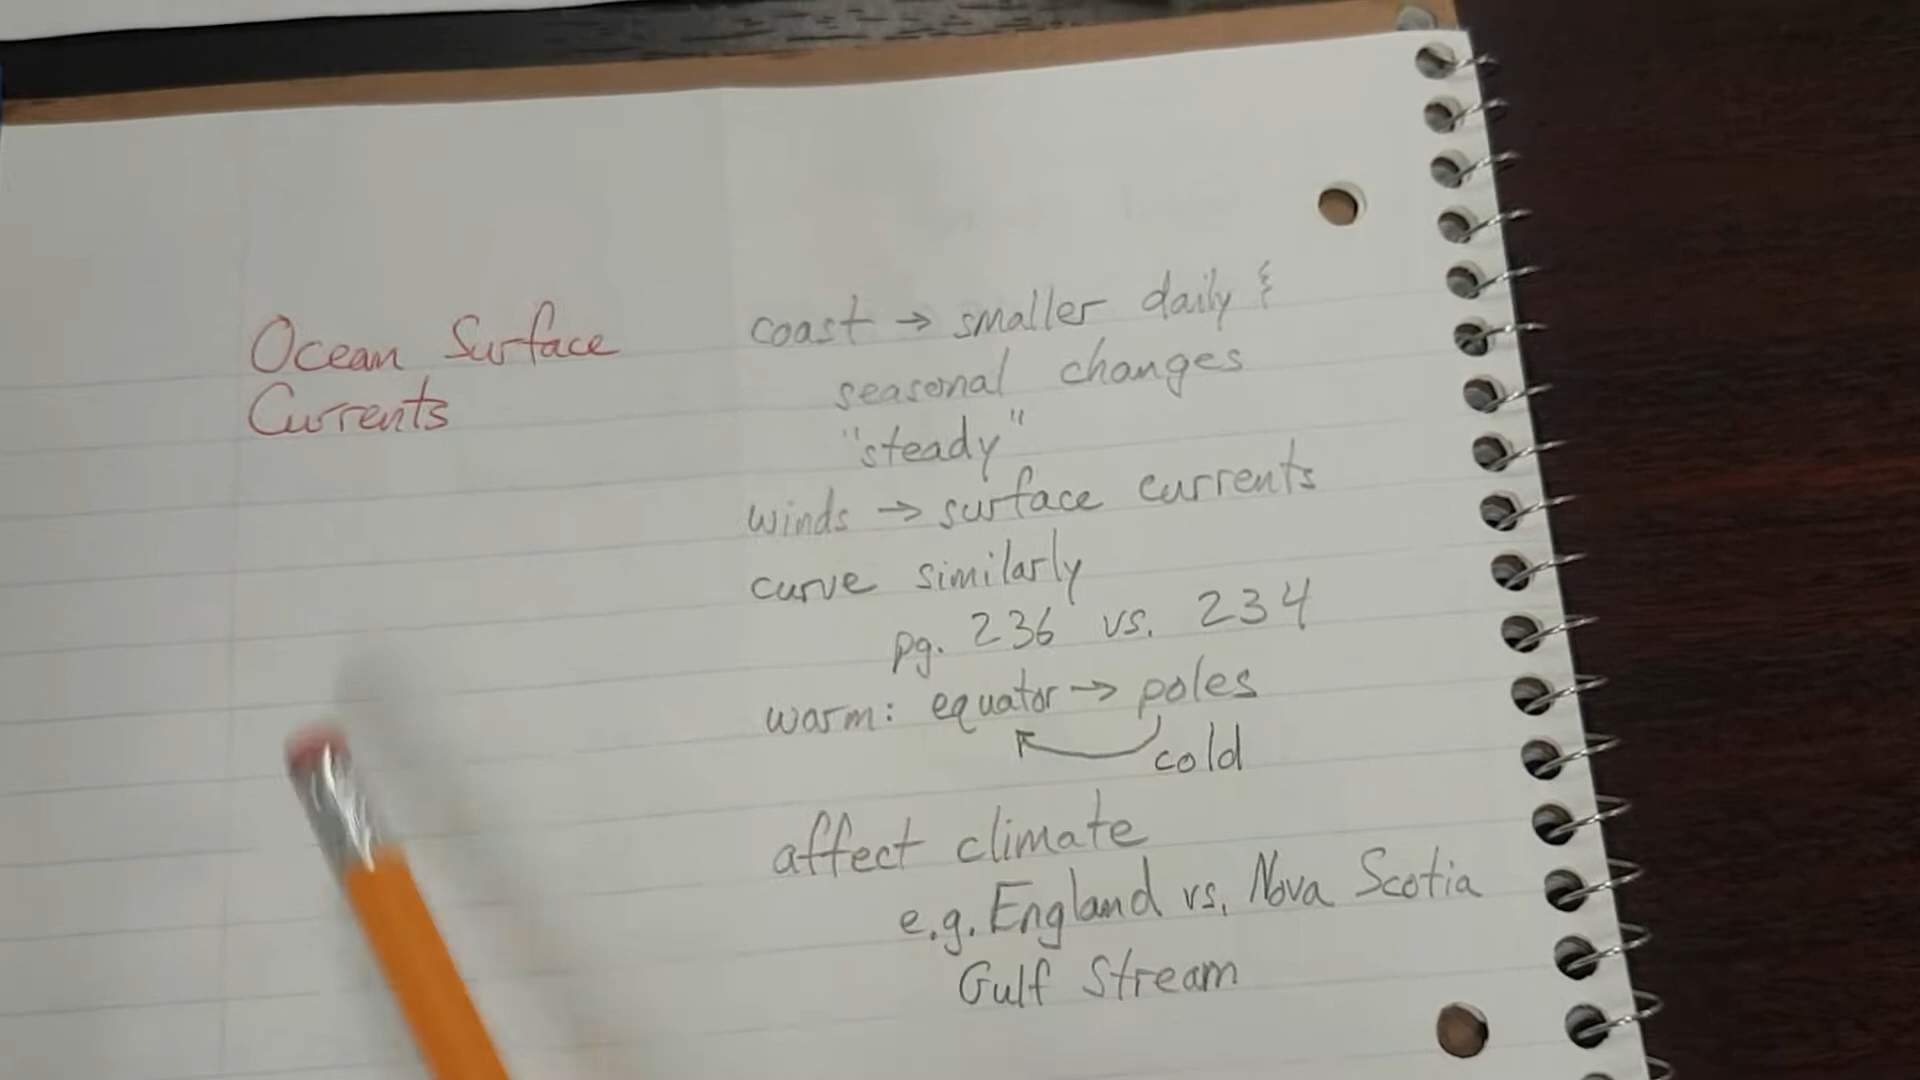 Ocean Surface
Currents
coast → smaller daily &
seasonal changes
"steady"
winds → surface currents
curve similarly
pg. 236 vs. 234
warm: equator → poles
cold
affect climate
e.g. England vs. Nova Scotia
Gulf Stream